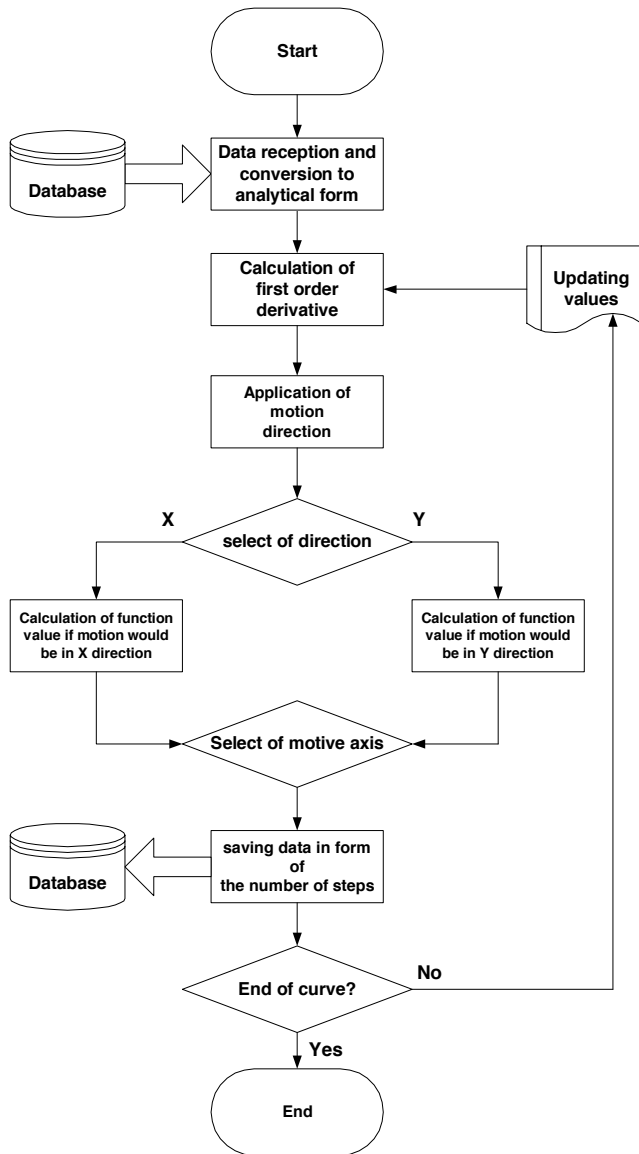 Start
Database
Data reception and
conversion to
analytical form
Calculation of
first order
derivative
Updating
values
Application of
motion
direction
X
Y
select of direction
Calculation of function
value if motion would
be in X direction
Calculation of function
value if motion would
be in Y direction
Select of motive axis
Database
saving data in form
of
the number of steps
End of curve?
No
Yes
End